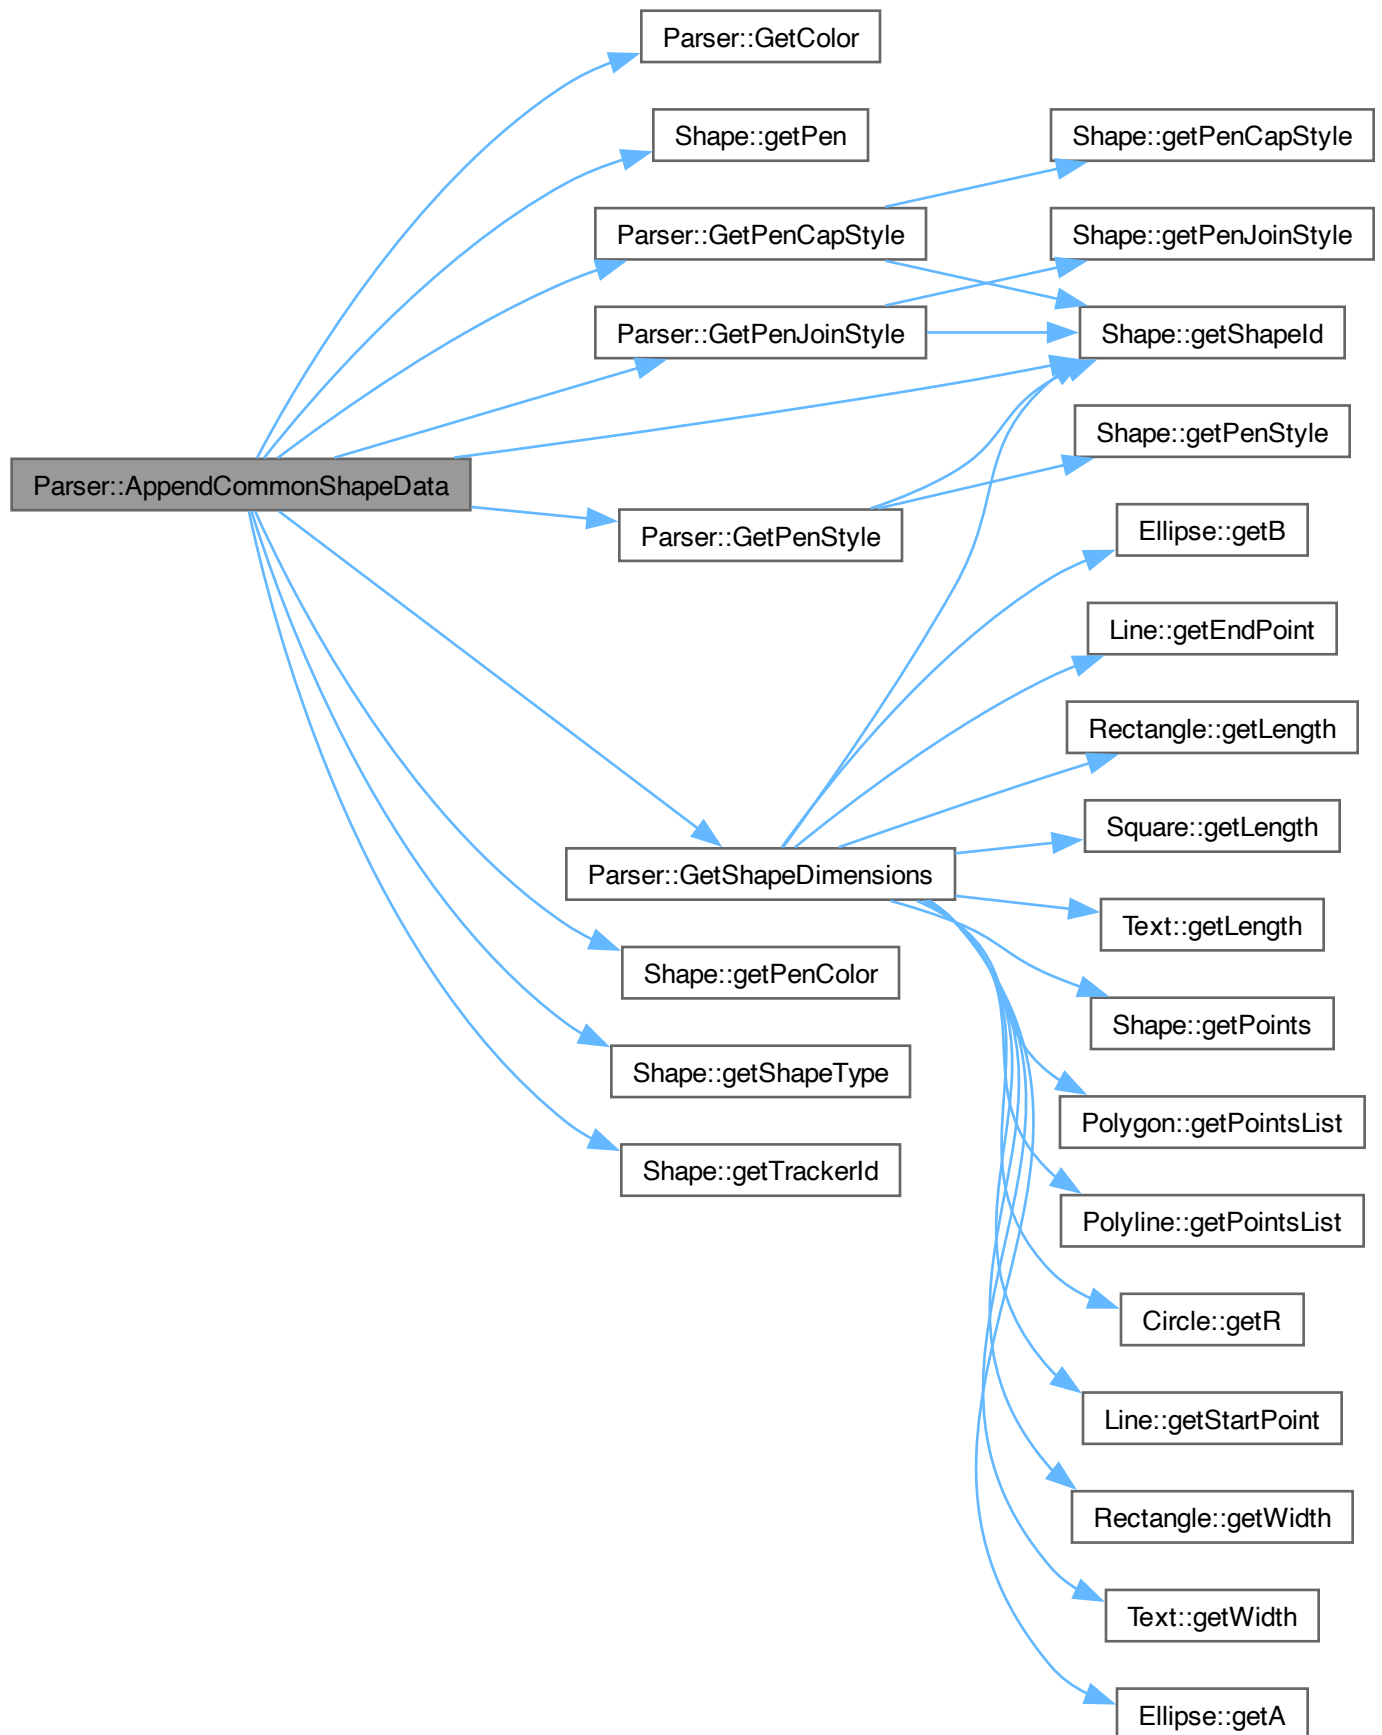 Parser::AppendCommonShapeData
Parser::GetColor
Shape::getPen
Parser::GetPenCapStyle
Parser::GetPenJoinStyle
Parser::GetPenStyle
Parser::GetShapeDimensions
Shape::getPenColor
Shape::getShapeType
Shape::getTrackerId
Shape::getPenCapStyle
Shape::getPenJoinStyle
Shape::getShapeId
Shape::getPenStyle
Ellipse::getB
Line::getEndPoint
Rectangle::getLength
Square::getLength
Text::getLength
Shape::getPoints
Polygon::getPointsList
Polyline::getPointsList
Circle::getR
Line::getStartPoint
Rectangle::getWidth
Text::getWidth
Ellipse::getA